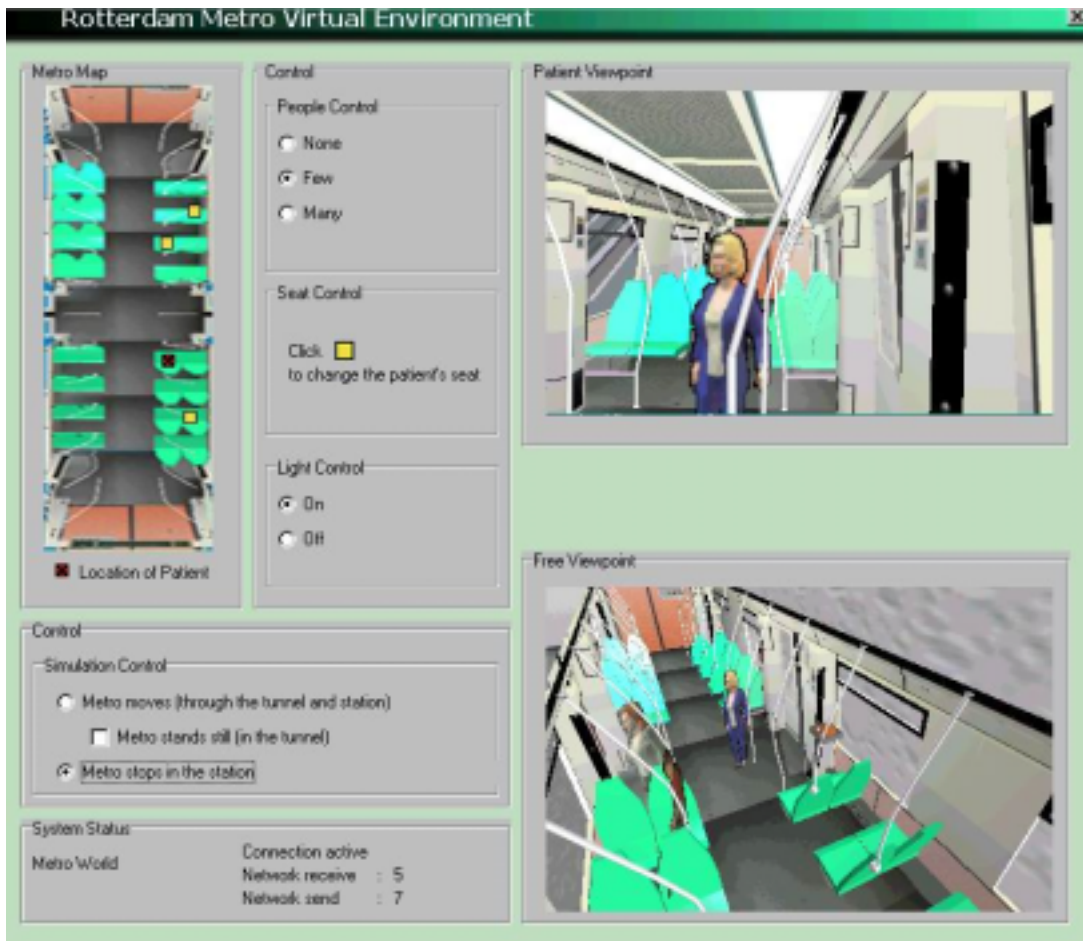 Rotterdam Metro Virtual Environment
Metro Map
Location of Patient
Control
People Control
None
Few
Many
Seat Control
Click
to change the patient's seat
Light Control
On
Off
Patient Viewpoint
Free Viewpoint
Control
Simulation Control
Metro moves (through the tunnel and station)
Metro stands still (in the tunnel)
Metro stops in the station
System Status
Metro World
Connection active
Network receive : 5
Network send : 7